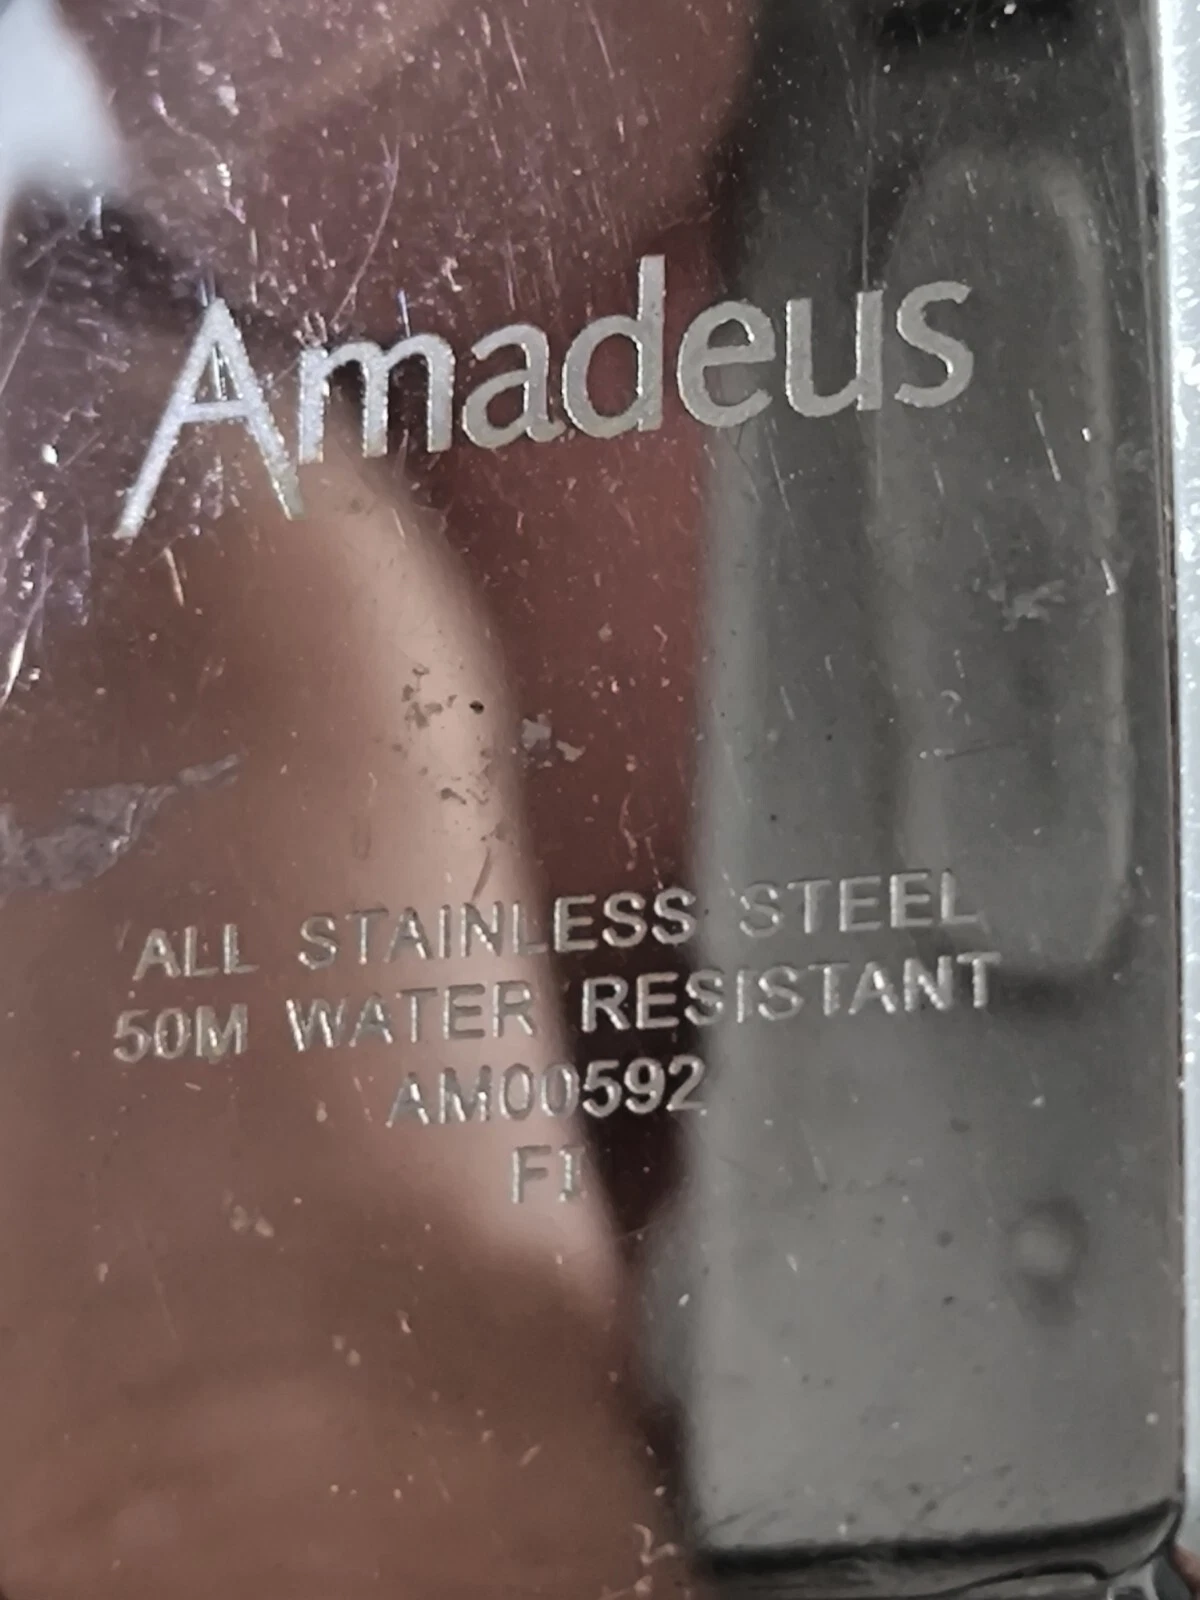 Amadeus
ALL STAINLESS STEEL
50M WATER RESISTANT
AM00592
FI